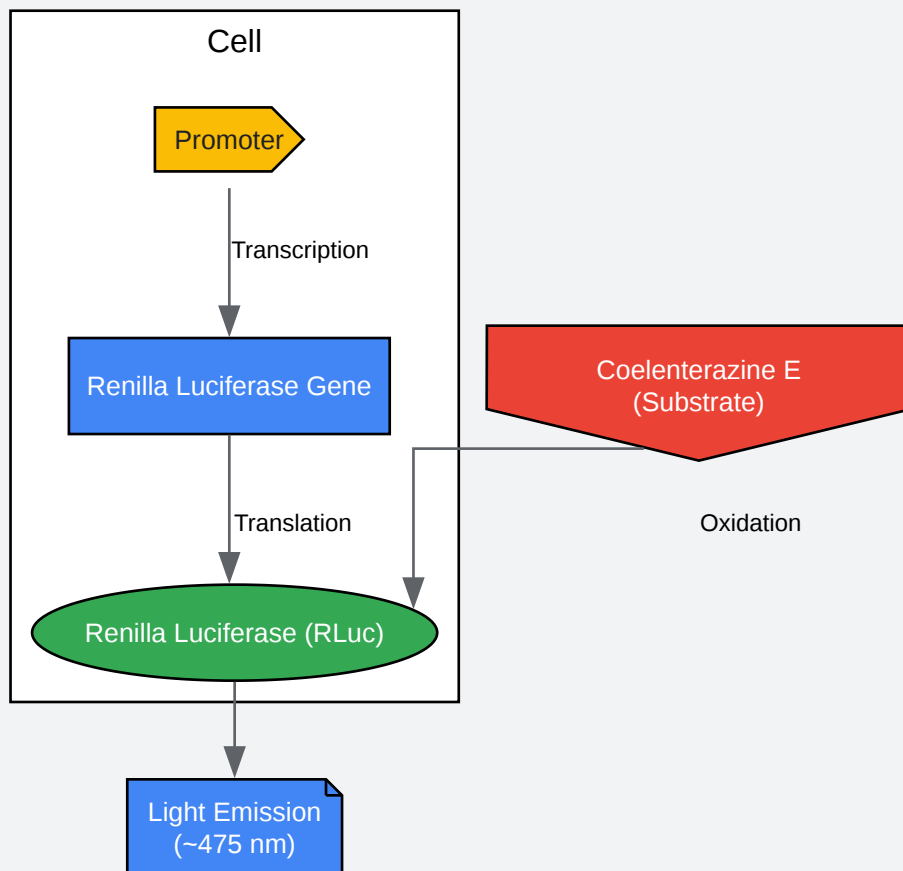 Cell
Promoter
Transcription
Renilla Luciferase Gene
Coelenterazine E
(Substrate)
Translation
Oxidation
Renilla Luciferase (RLuc)
Light Emission
(~475 nm)